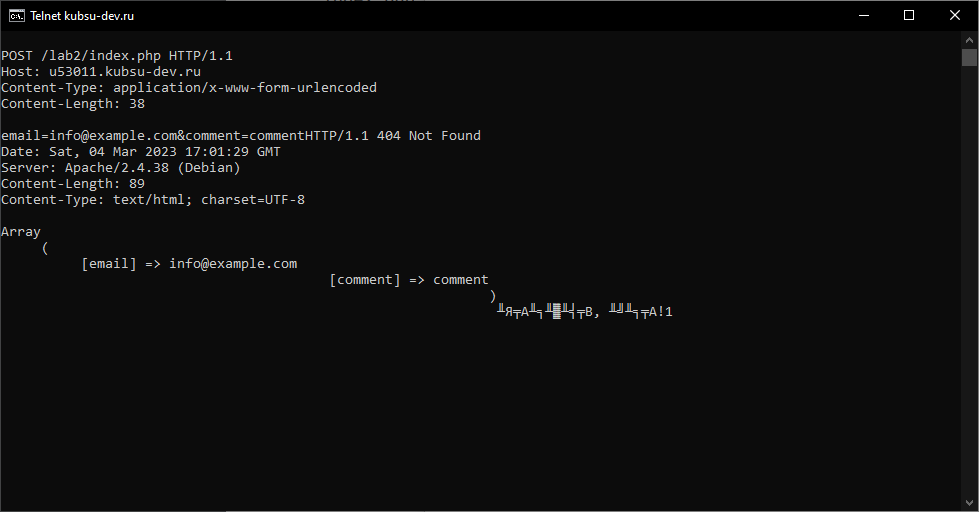 Telnet kubsu-dev.ru
POST /lab2/index.php HTTP/1.1
Host: u53011.kubsu-dev.ru
Content-Type: application/x-www-form-urlencoded
Content-Length: 38
email=info@example.com&comment=commentHTTP/1.1 404 Not Found
Date: Sat, 04 Mar 2023 17:01:29 GMT
Server: Apache/2.4.38 (Debian)
Content-Length: 89
Content-Type: text/html; charset=UTF-8
Array
(
[email] => info@example.com
[comment] => comment
)
╨Я╤А╨╕╨▓╨╡╤В, ╨╝╨╕╤А!1